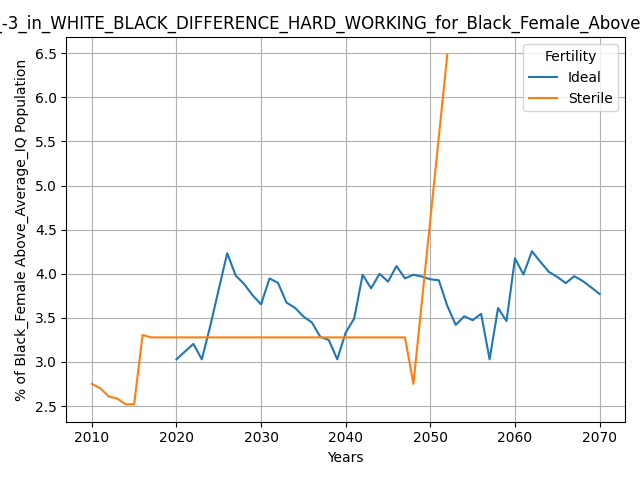 _-3_in_WHITE_BLACK_DIFFERENCE_HARD_WORKING_for_Black_Female_Above
% of Black_Female Above_Average_IQ Population
6.5
6.0
5.5
5.0
4.5
4.0
3.5
3.0
2.5
Fertility
Ideal
Sterile
2010 2020 2030 2040 2050 2060 2070
Years